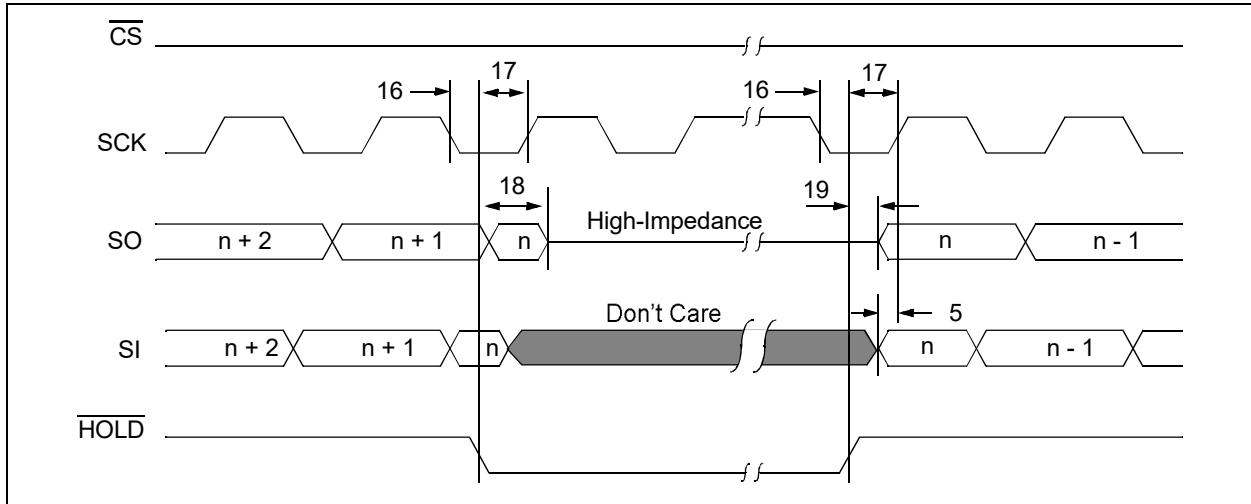 CS
16
17
16
17
SCK
18
19
High-Impedance
SO
n + 2
n + 1
n
n
n - 1
Don't Care
5
SI
n + 2
n + 1
n
n
n - 1
HOLD